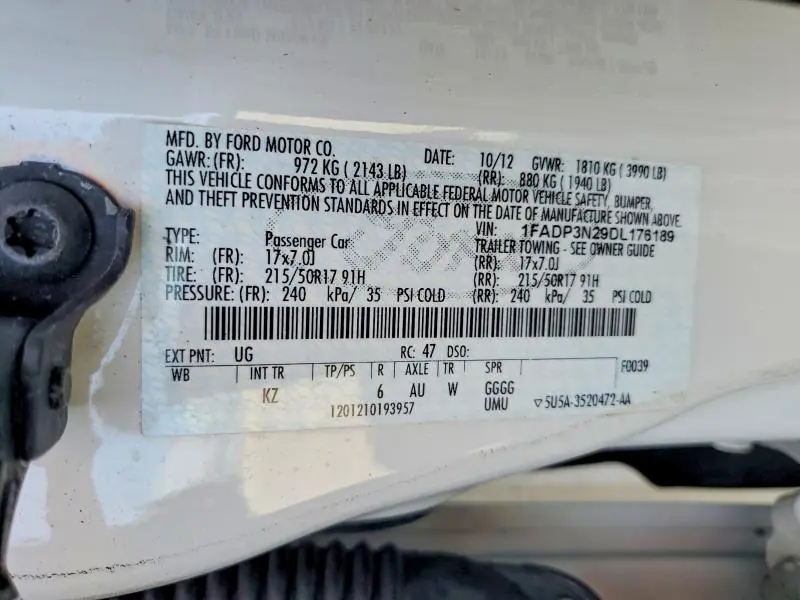 MFD. BY FORD MOTOR CO. DATE: 10/12 GVWR: 1810 KG ( 3990 LB)
GAWR: (FR): 972 KG ( 2143 LB) (RR): 880 KG ( 1940 LB)
THIS VEHICLE CONFORMS TO ALL APPLICABLE FEDERAL MOTOR VEHICLE SAFETY, BUMPER,
AND THEFT PREVENTION STANDARDS IN EFFECT ON THE DATE OF MANUFACTURE SHOWN ABOVE.
VIN: 1FADP3N29DL176189
TYPE: Passenger Car TRAILER TOWING - SEE OWNER GUIDE
RIM: (FR): 17x7.0J (RR): 17x7.0J
TIRE: (FR): 215/50R17 91H (RR): 215/50R17 91H
PRESSURE: (FR): 240 kPa/ 35 PSI COLD (RR): 240 kPa/ 35 PSI COLD
EXT PNT: UG RC: 47 DSO: F0039
WB INT TR TP/PS R AXLE TR SPR
KZ 6 AU W GGGG
1201210193957 UMU ▽5U5A-3520472-AA